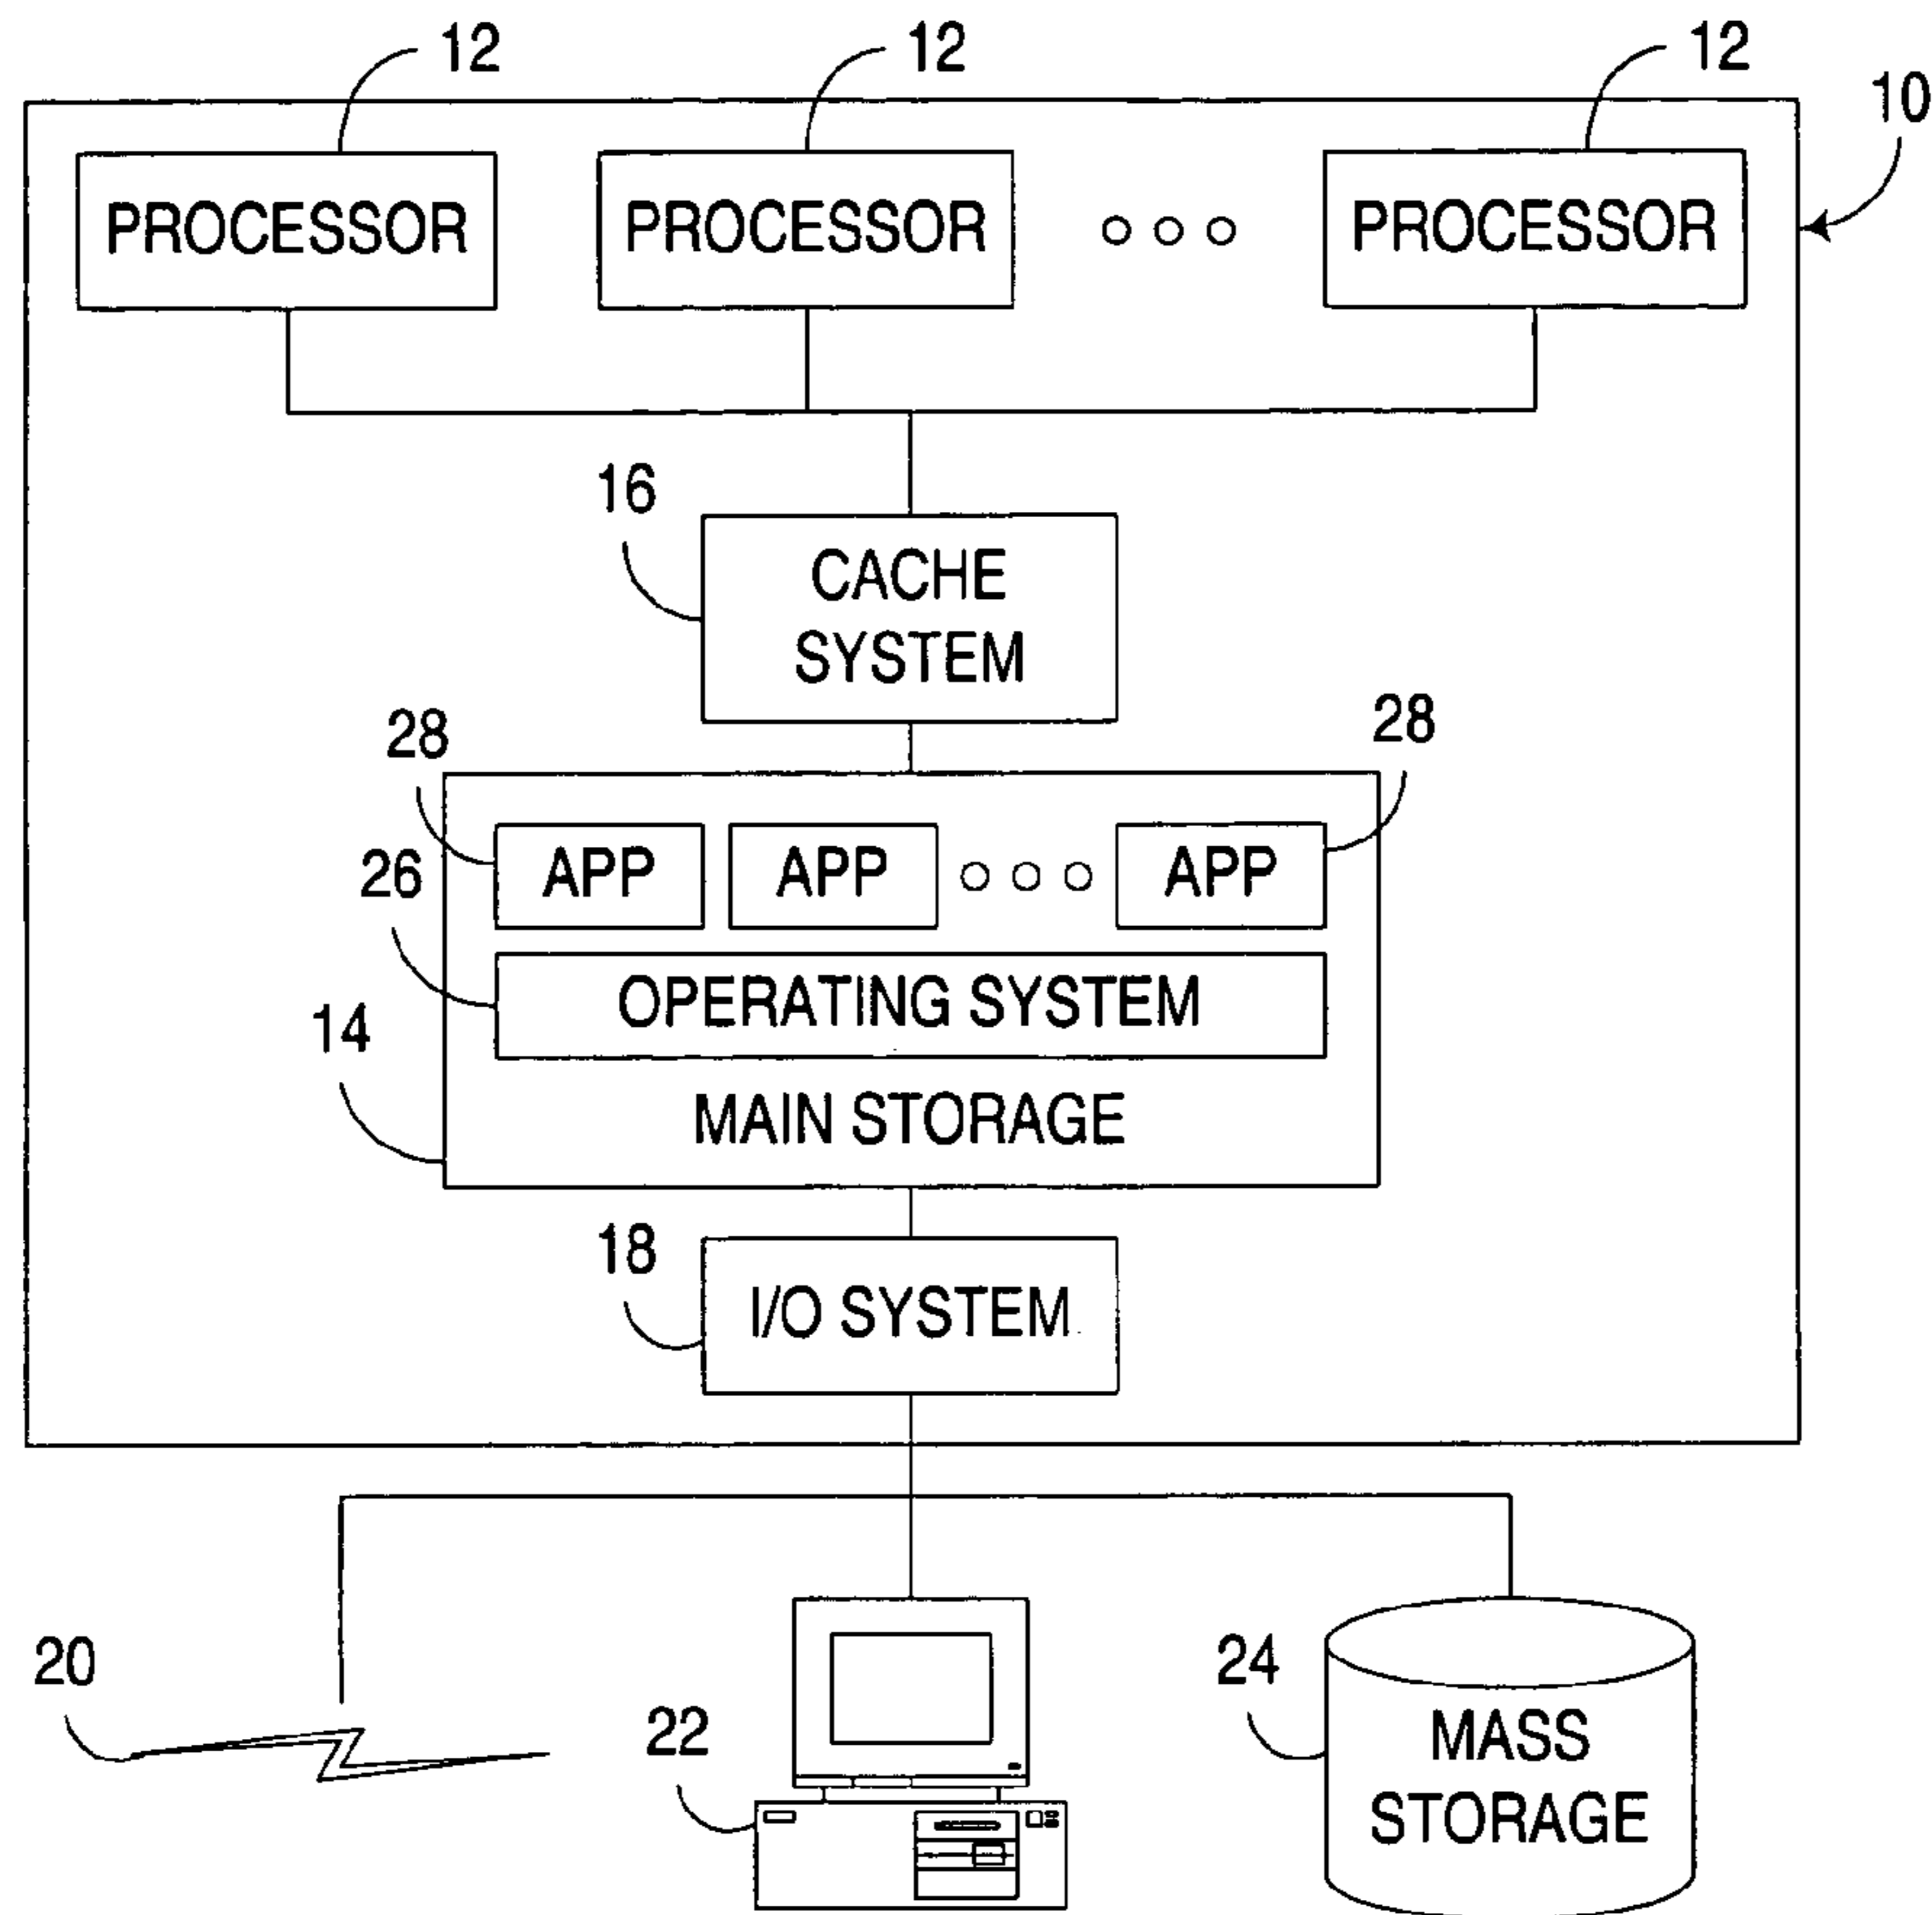 12
12
12
10
PROCESSOR
PROCESSOR
PROCESSOR
16
CACHE
SYSTEM
28
28
APP
APP
APP
26
OPERATING SYSTEM
14
MAIN STORAGE
18
I/O SYSTEM
20
22
24
MASS
STORAGE